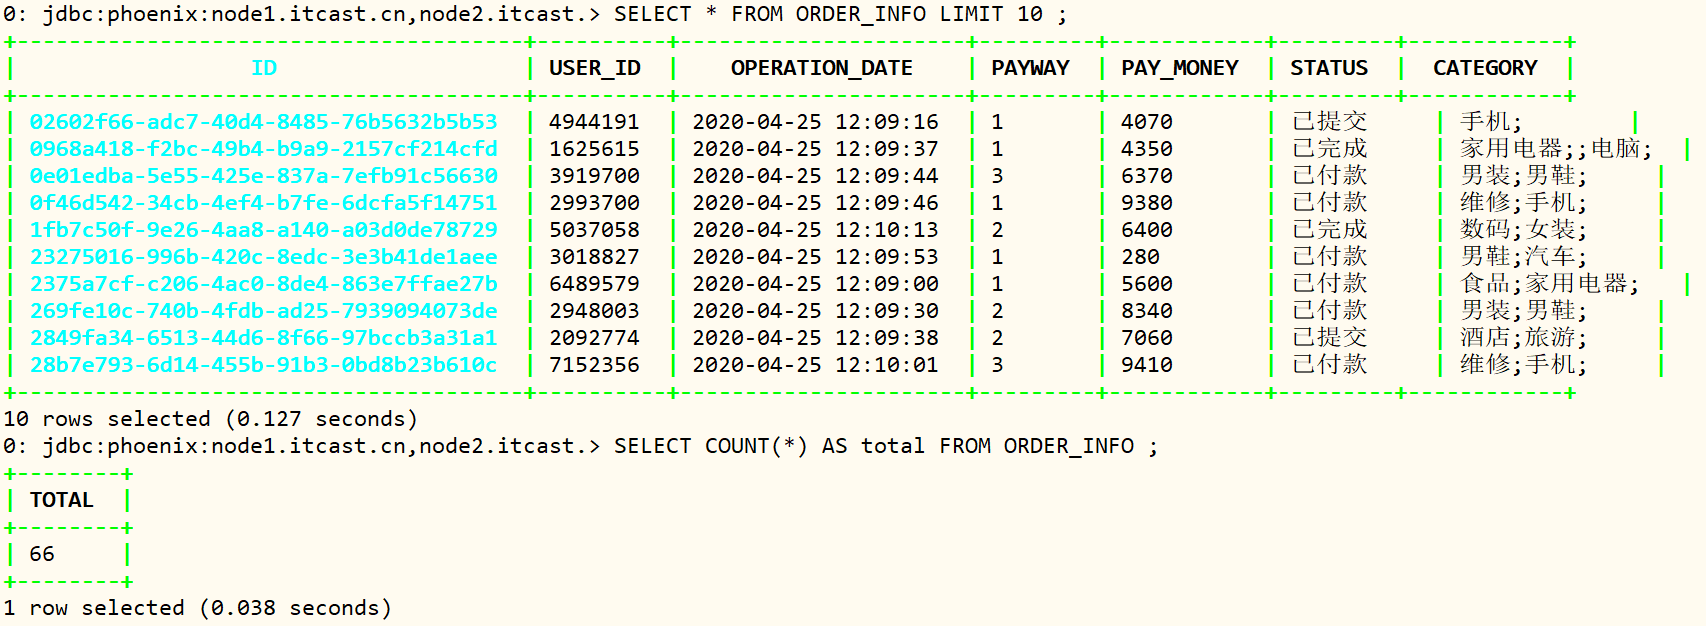 0: jdbc:phoenix:node1.itcast.cn,node2.itcast.> SELECT * FROM ORDER_INFO LIMIT 10 ;
+---------------------------------------+----------+----------------------+---------+------------+---------+------------+
| ID | USER_ID | OPERATION_DATE | PAYWAY | PAY_MONEY | STATUS | CATEGORY |
+---------------------------------------+----------+----------------------+---------+------------+---------+------------+
| 02602f66-adc7-40d4-8485-76b5632b5b53 | 4944191 | 2020-04-25 12:09:16 | 1 | 4070 | 已提交 | 手机; |
| 0968a418-f2bc-49b4-b9a9-2157cf214cfd | 1625615 | 2020-04-25 12:09:37 | 1 | 4350 | 已完成 | 家用电器;;电脑; |
| 0e01edba-5e55-425e-837a-7efb91c56630 | 3919700 | 2020-04-25 12:09:44 | 3 | 6370 | 已付款 | 男装;男鞋; |
| 0f46d542-34cb-4ef4-b7fe-6dcfa5f14751 | 2993700 | 2020-04-25 12:09:46 | 1 | 9380 | 已付款 | 维修;手机; |
| 1fb7c50f-9e26-4aa8-a140-a03d0de78729 | 5037058 | 2020-04-25 12:10:13 | 2 | 6400 | 已完成 | 数码;女装; |
| 23275016-996b-420c-8edc-3e3b41de1aee | 3018827 | 2020-04-25 12:09:53 | 1 | 280 | 已付款 | 男鞋;汽车; |
| 2375a7cf-c206-4ac0-8de4-863e7ffae27b | 6489579 | 2020-04-25 12:09:00 | 1 | 5600 | 已付款 | 食品;家用电器; |
| 269fe10c-740b-4fdb-ad25-7939094073de | 2948003 | 2020-04-25 12:09:30 | 2 | 8340 | 已付款 | 男装;男鞋; |
| 2849fa34-6513-44d6-8f66-97bccb3a31a1 | 2092774 | 2020-04-25 12:09:38 | 2 | 7060 | 已提交 | 酒店;旅游; |
| 28b7e793-6d14-455b-91b3-0bd8b23b610c | 7152356 | 2020-04-25 12:10:01 | 3 | 9410 | 已付款 | 维修;手机; |
+---------------------------------------+----------+----------------------+---------+------------+---------+------------+
10 rows selected (0.127 seconds)
0: jdbc:phoenix:node1.itcast.cn,node2.itcast.> SELECT COUNT(*) AS total FROM ORDER_INFO ;
+--------+
| TOTAL |
+--------+
| 66 |
+--------+
1 row selected (0.038 seconds)